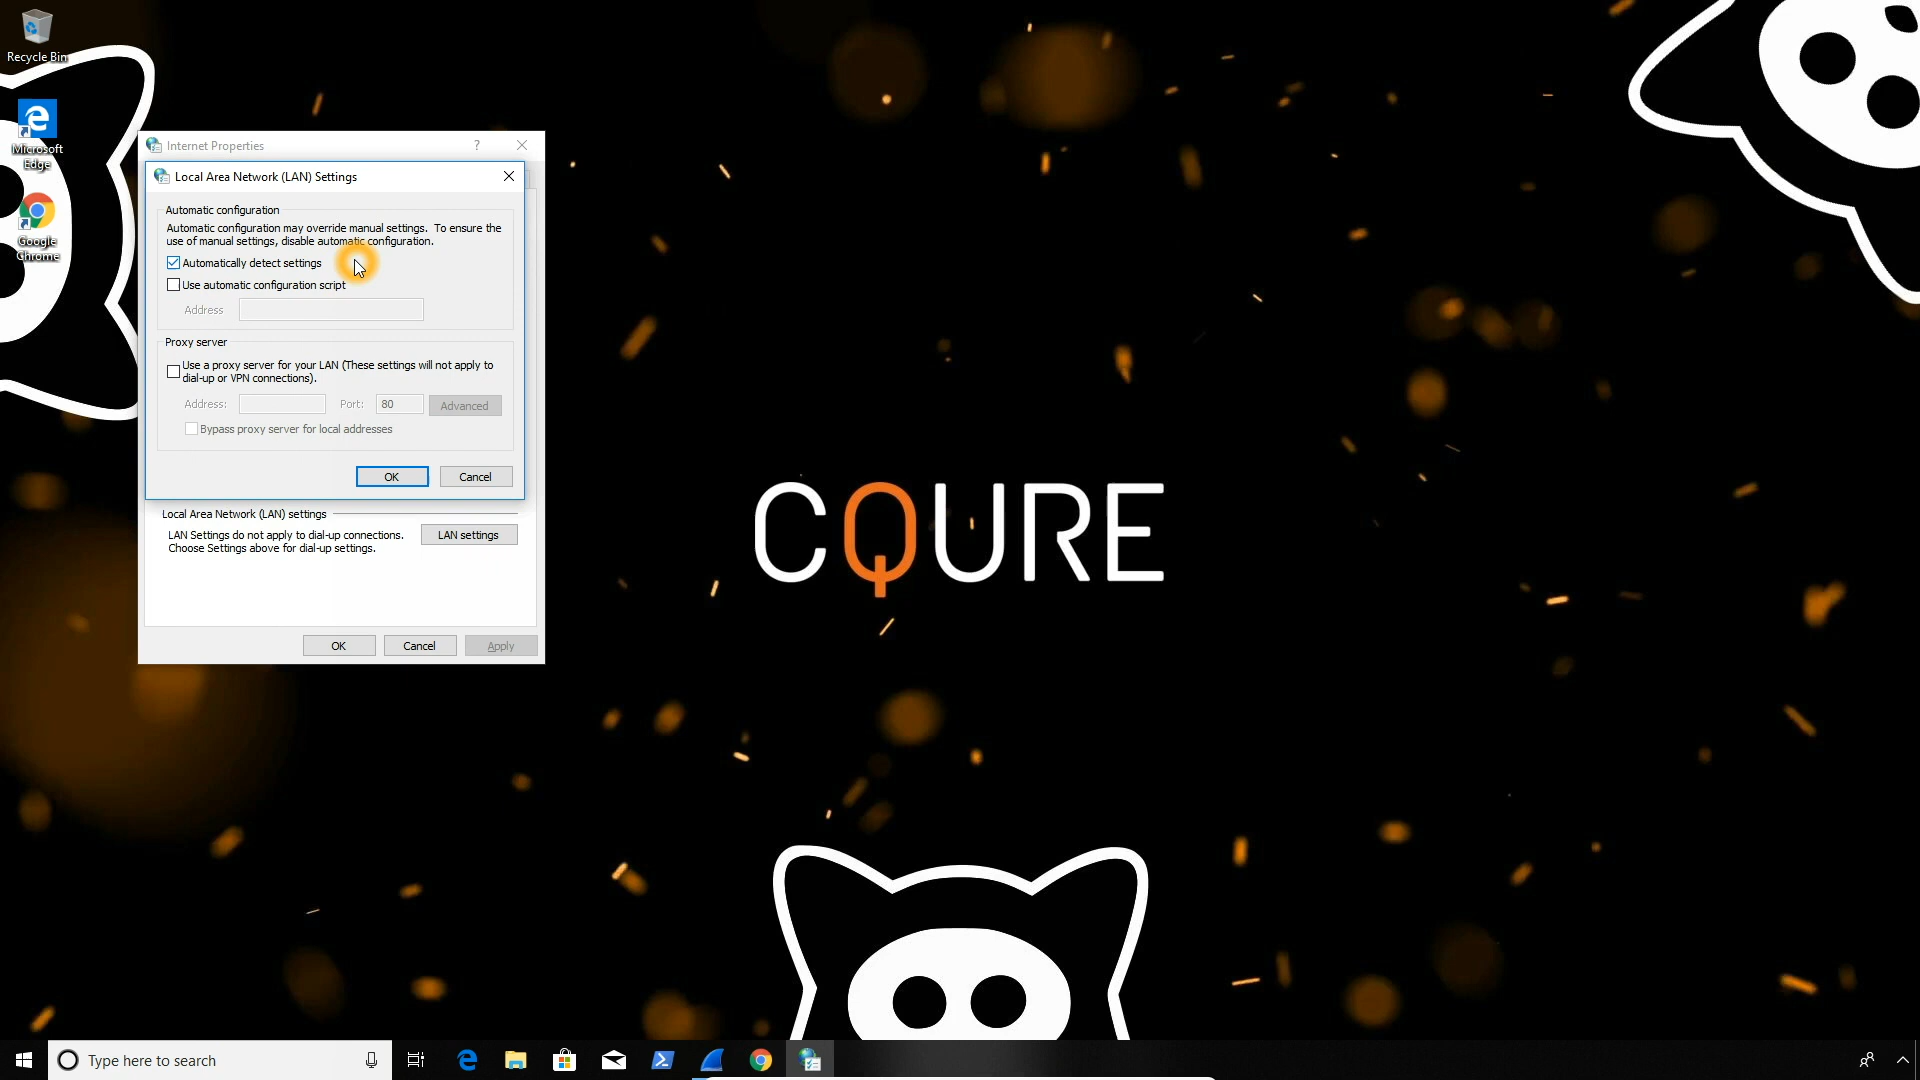 Recycle Bin
Microsoft
Edge
Google
Chrome
Internet Properties
?
Local Area Network (LAN) Settings
Automatic configuration
Automatic configuration may override manual settings. To ensure the
use of manual settings, disable automatic configuration.
Automatically detect settings
Use automatic configuration script
Address
Proxy server
Use a proxy server for your LAN (These settings will not apply to
dial-up or VPN connections).
Address:
Port:
80
Advanced
Bypass proxy server for local addresses
OK
Cancel
Local Area Network (LAN) settings
LAN Settings do not apply to dial-up connections.
Choose Settings above for dial-up settings.
LAN settings
OK
Cancel
Apply
CQURE
Type here to search